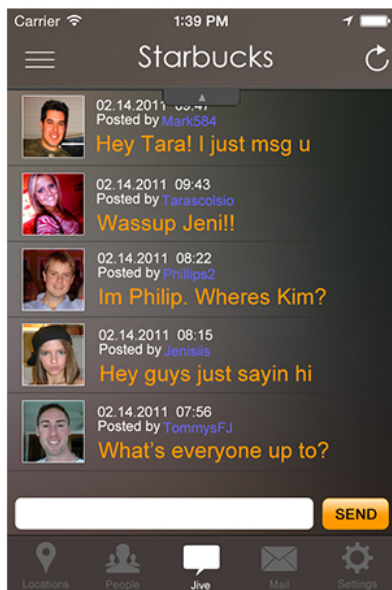 Carrier 1:39 PM
Starbucks
02.14.2011 09:47
Posted by Mark584
Hey Tara! I just msg u
02.14.2011 09:43
Posted by Tarascolsio
Wassup Jeni!!
02.14.2011 08:22
Posted by Phillips2
Im Philip. Wheres Kim?
02.14.2011 08:15
Posted by Jenisiis
Hey guys just sayin hi
02.14.2011 07:56
Posted by TommysFJ
What's everyone up to?
SEND
Locations People Jive Mail Settings